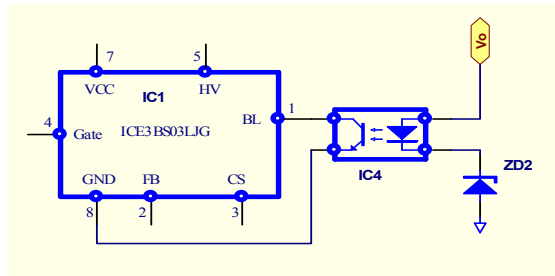 Vo
7
5
VCC
IC1
HV
4
Gate
ICE3BS03LJG
BL
1
IC4
GND
FB
CS
8
2
3
ZD2